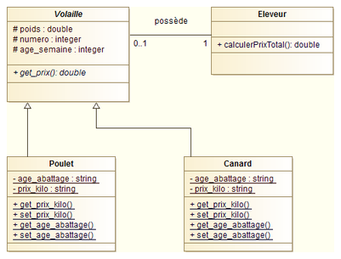 Volaille
# poids : double
# numero : integer
# age_semaine : integer
+ get_prix(): double
possède
0..1
1
Eleveur
+ calculerPrixTotal(): double
Poulet
- age_abattage : string
- prix_kilo : string
+ get_prix_kilo()
+ set_prix_kilo()
+ get_age_abattage()
+ set_age_abattage()
Canard
- age_abattage : string
- prix_kilo : string
+ get_prix_kilo()
+ set_prix_kilo()
+ get_age_abattage()
+ set_age_abattage()